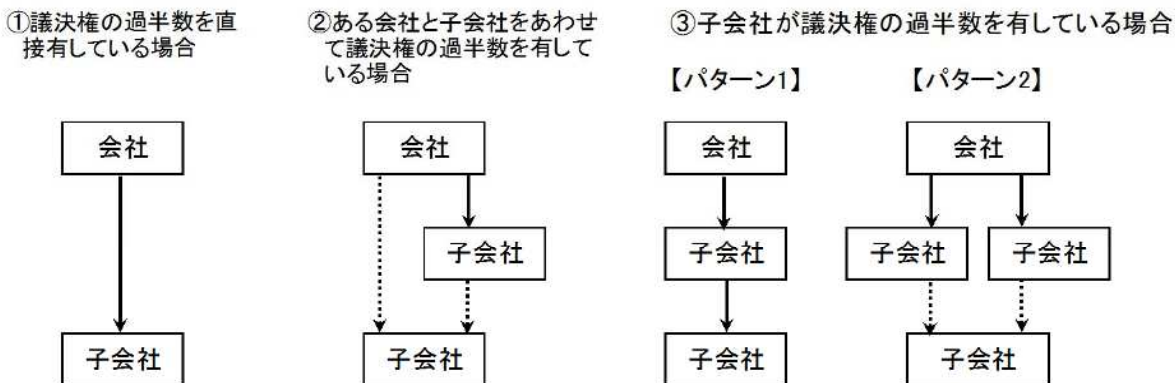 ①議決権の過半数を直
接有している場合
②ある会社と子会社をあわせ
て議決権の過半数を有して
いる場合
③子会社が議決権の過半数を有している場合
【パターン1】
【パターン2】
会社
会社
会社
会社
子会社
子会社
子会社
子会社
子会社
子会社
子会社
子会社